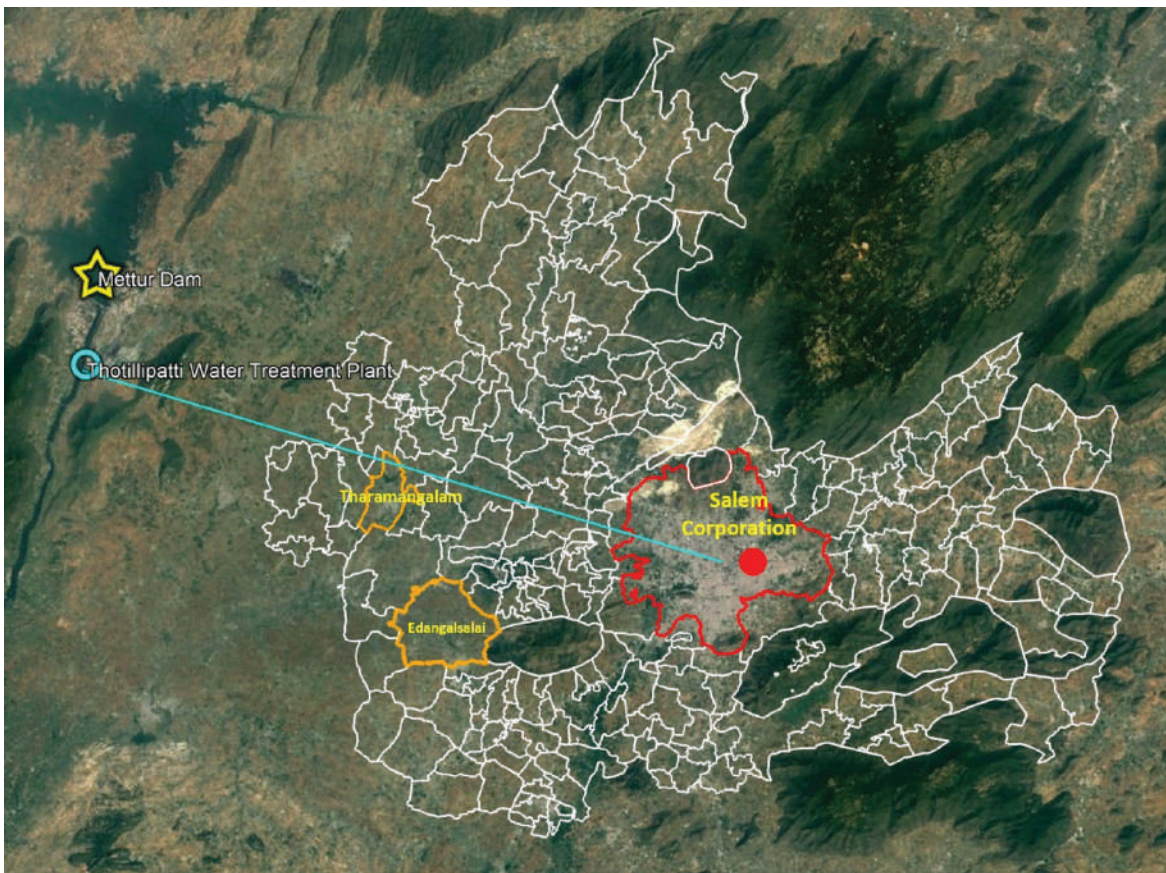 Mettur Dam
Thotillipatti Water Treatment Plant
Tharamangalam
Salem
Corporation
Edangalsalai